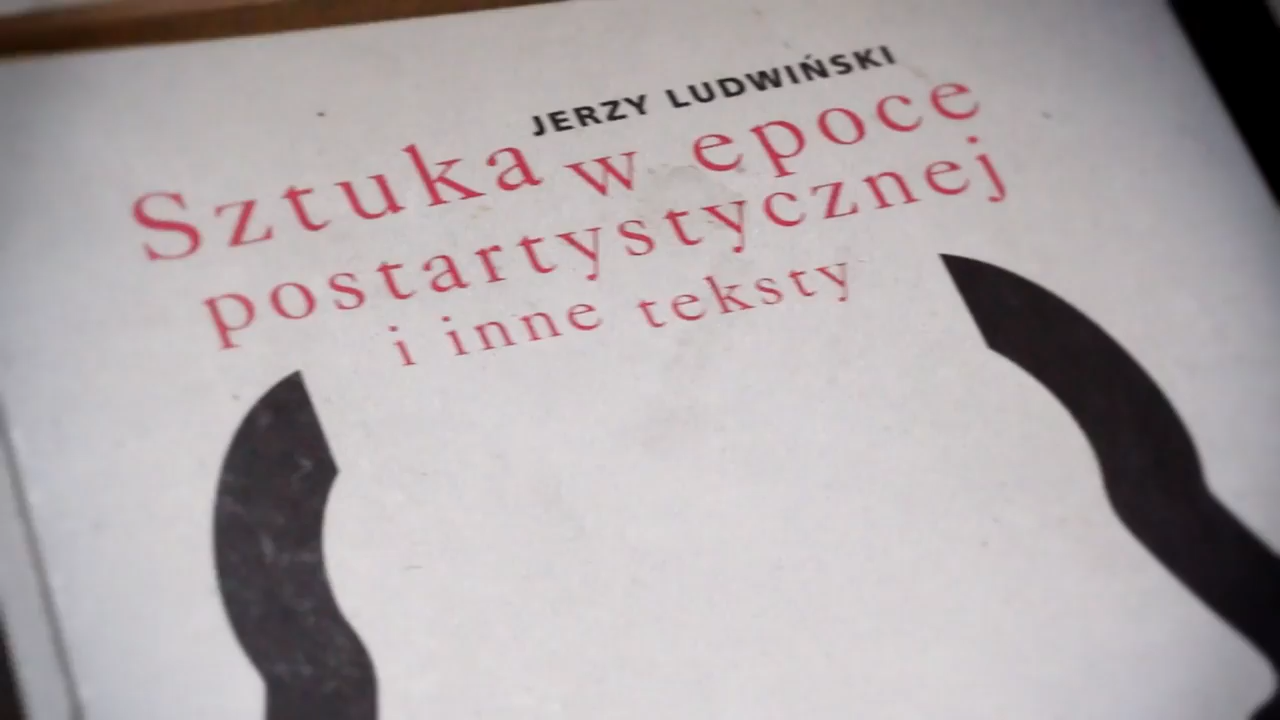 JERZY LUDWIŃSKI
Sztuka w epoce
postartystycznej
i inne teksty